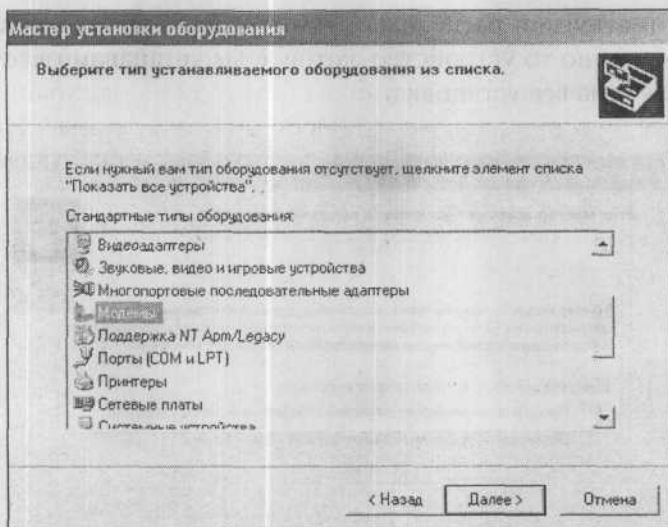 Мастер установки оборудования
Выберите тип устанавливаемого оборудования из списка.
Если нужный вам тип оборудования отсутствует, щелкните элемент списка
"Показать все устройства".
Стандартные типы оборудования:
Видеоадаптеры
Звуковые, видео и игровые устройства
Многопортовые последовательные адаптеры
Модемы
Поддержка NT Apm/Legacy
Порты (COM и LPT)
Принтеры
Сетевые платы
Системные устройства
< Назад
Далее >
Отмена